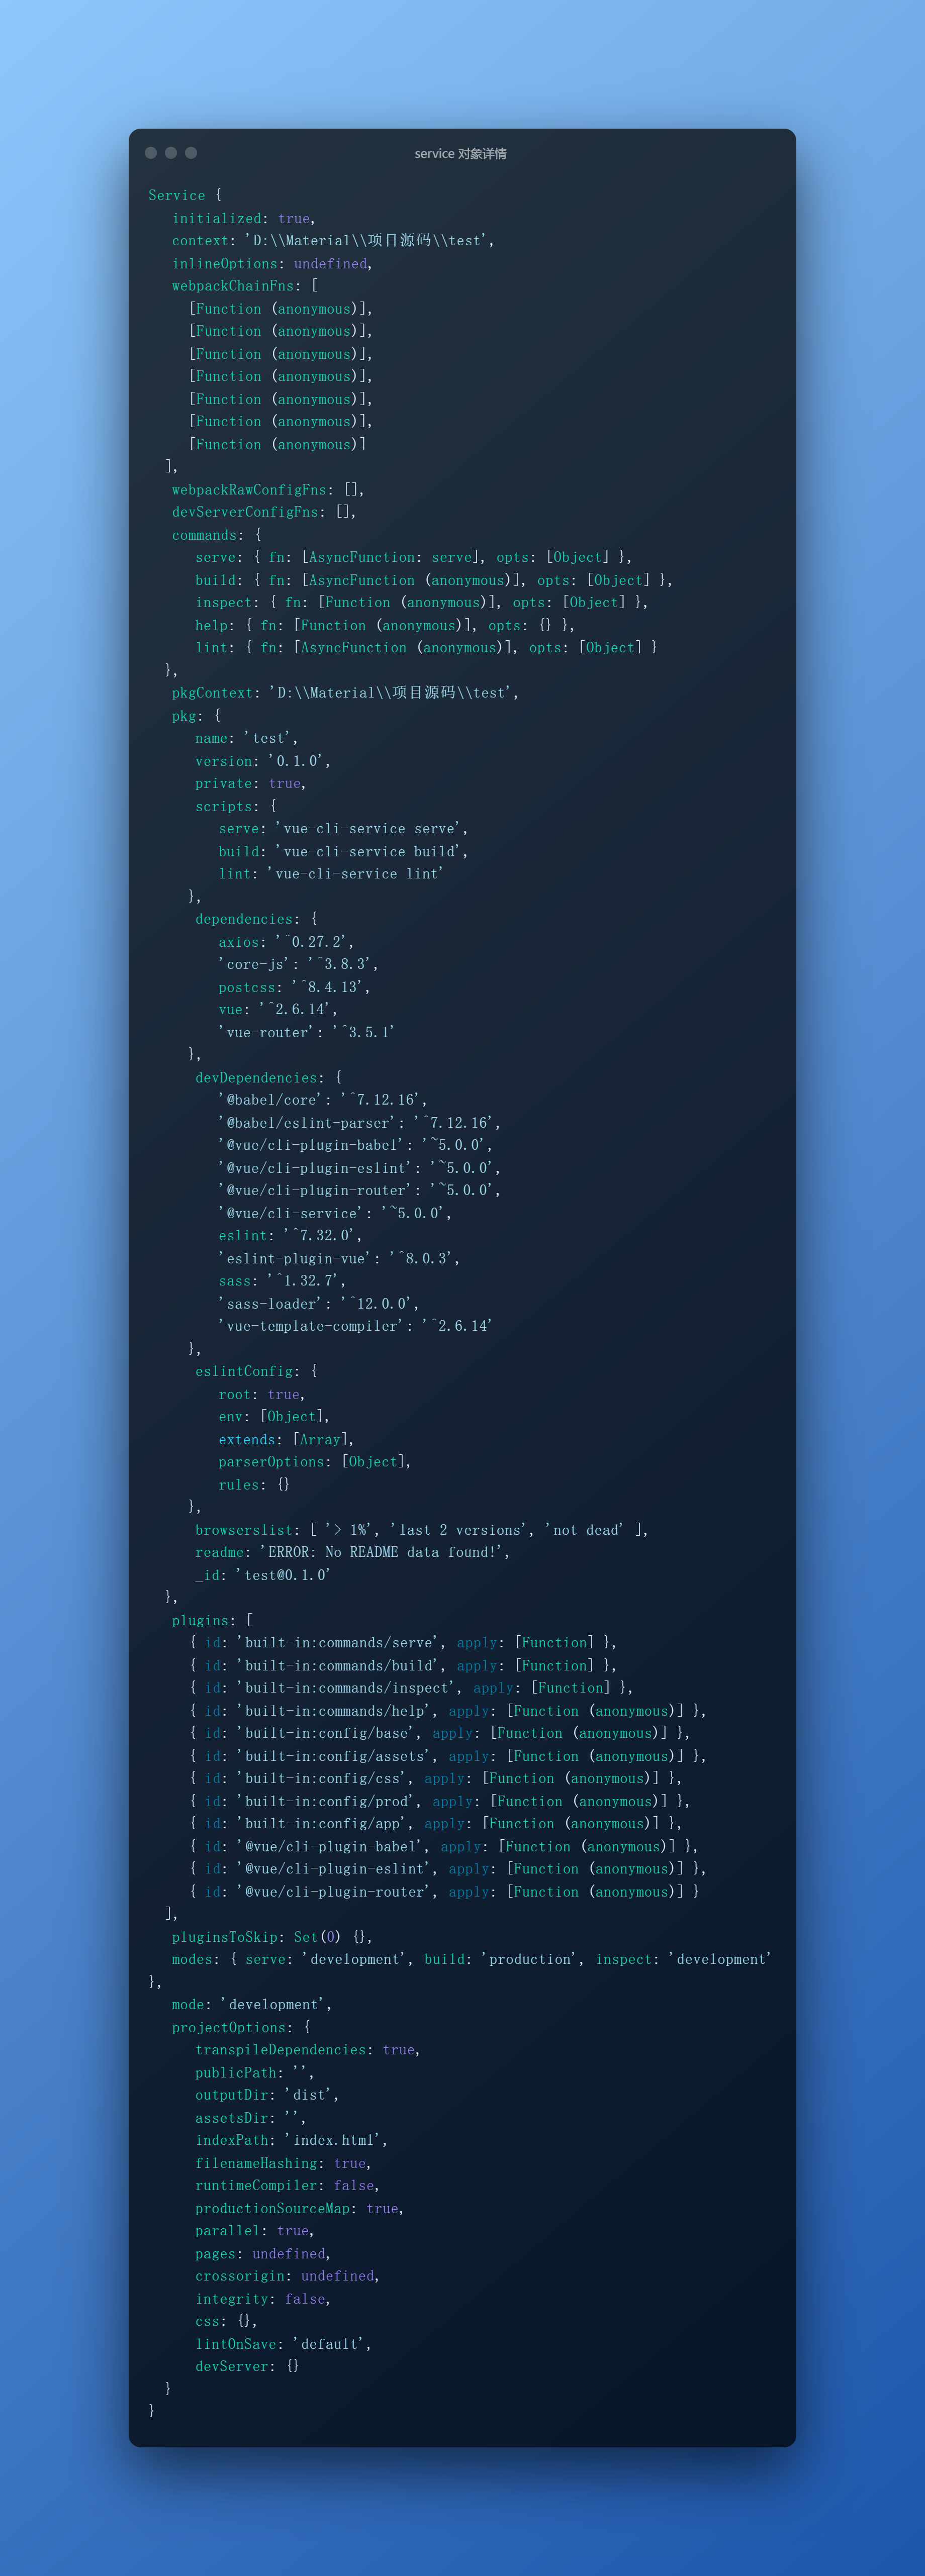 service 对象详情
Service {
initialized: true,
context: 'D:\\Material\\项目源码\\test',
inlineOptions: undefined,
webpackChainFns: [
[Function (anonymous)],
[Function (anonymous)],
[Function (anonymous)],
[Function (anonymous)],
[Function (anonymous)],
[Function (anonymous)],
[Function (anonymous)]
],
webpackRawConfigFns: [],
devServerConfigFns: [],
commands: {
serve: { fn: [AsyncFunction: serve], opts: [Object] },
build: { fn: [AsyncFunction (anonymous)], opts: [Object] },
inspect: { fn: [Function (anonymous)], opts: [Object] },
help: { fn: [Function (anonymous)], opts: {} },
lint: { fn: [AsyncFunction (anonymous)], opts: [Object] }
},
pkgContext: 'D:\\Material\\项目源码\\test',
pkg: {
name: 'test',
version: '0.1.0',
private: true,
scripts: {
serve: 'vue-cli-service serve',
build: 'vue-cli-service build',
lint: 'vue-cli-service lint'
},
dependencies: {
axios: '^0.27.2',
'core-js': '^3.8.3',
postcss: '^8.4.13',
vue: '^2.6.14',
'vue-router': '^3.5.1'
},
devDependencies: {
'@babel/core': '^7.12.16',
'@babel/eslint-parser': '^7.12.16',
'@vue/cli-plugin-babel': '~5.0.0',
'@vue/cli-plugin-eslint': '~5.0.0',
'@vue/cli-plugin-router': '~5.0.0',
'@vue/cli-service': '~5.0.0',
eslint: '^7.32.0',
'eslint-plugin-vue': '^8.0.3',
sass: '^1.32.7',
'sass-loader': '^12.0.0',
'vue-template-compiler': '^2.6.14'
},
eslintConfig: {
root: true,
env: [Object],
extends: [Array],
parserOptions: [Object],
rules: {}
},
browserslist: [ '> 1%', 'last 2 versions', 'not dead' ],
readme: 'ERROR: No README data found!',
_id: 'test@0.1.0'
},
plugins: [
{ id: 'built-in:commands/serve', apply: [Function] },
{ id: 'built-in:commands/build', apply: [Function] },
{ id: 'built-in:commands/inspect', apply: [Function] },
{ id: 'built-in:commands/help', apply: [Function (anonymous)] },
{ id: 'built-in:config/base', apply: [Function (anonymous)] },
{ id: 'built-in:config/assets', apply: [Function (anonymous)] },
{ id: 'built-in:config/css', apply: [Function (anonymous)] },
{ id: 'built-in:config/prod', apply: [Function (anonymous)] },
{ id: 'built-in:config/app', apply: [Function (anonymous)] },
{ id: '@vue/cli-plugin-babel', apply: [Function (anonymous)] },
{ id: '@vue/cli-plugin-eslint', apply: [Function (anonymous)] },
{ id: '@vue/cli-plugin-router', apply: [Function (anonymous)] }
],
pluginsToSkip: Set(0) {},
modes: { serve: 'development', build: 'production', inspect: 'development'
},
mode: 'development',
projectOptions: {
transpileDependencies: true,
publicPath: '',
outputDir: 'dist',
assetsDir: '',
indexPath: 'index.html',
filenameHashing: true,
runtimeCompiler: false,
productionSourceMap: true,
parallel: true,
pages: undefined,
crossorigin: undefined,
integrity: false,
css: {},
lintOnSave: 'default',
devServer: {}
}
}